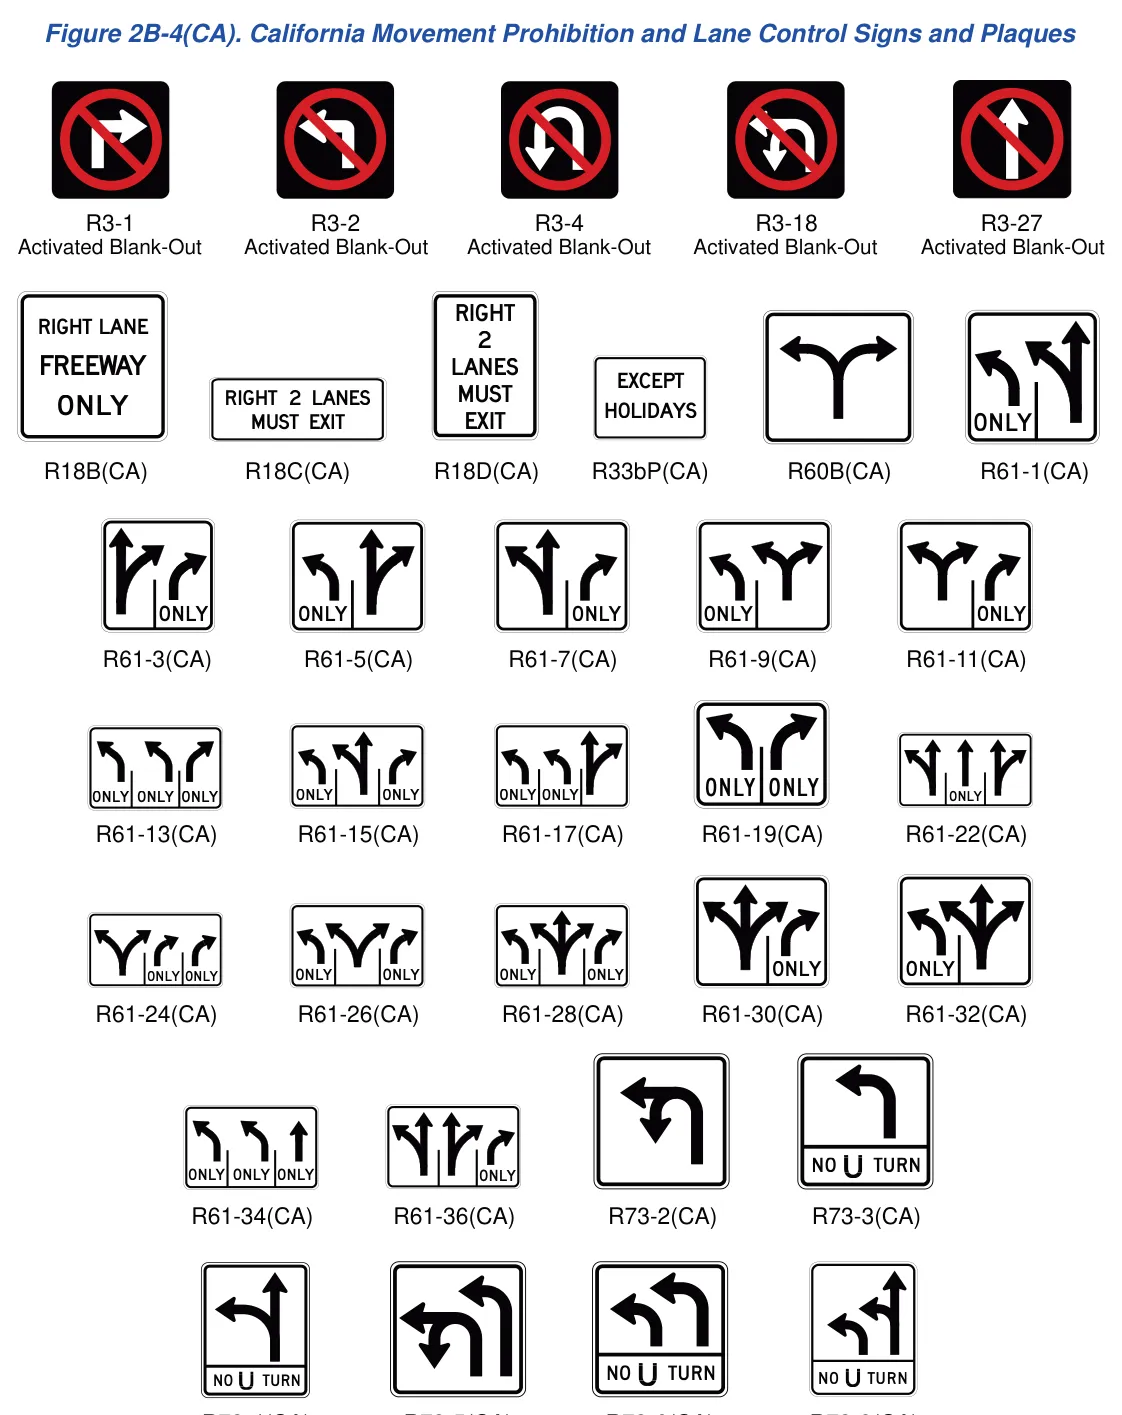 Figure 2B-4(CA). California Movement Prohibition and Lane Control Signs and Plaques
R3-1
Activated Blank-Out
R3-2
Activated Blank-Out
R3-4
Activated Blank-Out
R3-18
Activated Blank-Out
R3-27
Activated Blank-Out
RIGHT LANE
FREEWAY
ONLY
R18B(CA)
RIGHT 2 LANES
MUST EXIT
R18C(CA)
RIGHT
2
LANES
MUST
EXIT
R18D(CA)
EXCEPT
HOLIDAYS
R33bP(CA)
R60B(CA)
ONLY
R61-1(CA)
ONLY
R61-3(CA)
ONLY
R61-5(CA)
ONLY
R61-7(CA)
ONLY
R61-9(CA)
ONLY
R61-11(CA)
ONLY ONLY ONLY
R61-13(CA)
ONLY ONLY
R61-15(CA)
ONLY ONLY
R61-17(CA)
ONLY ONLY
R61-19(CA)
ONLY
R61-22(CA)
ONLY ONLY
R61-24(CA)
ONLY ONLY
R61-26(CA)
ONLY ONLY
R61-28(CA)
ONLY
R61-30(CA)
ONLY
R61-32(CA)
ONLY ONLY ONLY
R61-34(CA)
ONLY
R61-36(CA)
R73-2(CA)
NO U TURN
R73-3(CA)
NO U TURN
NO U TURN
NO U TURN